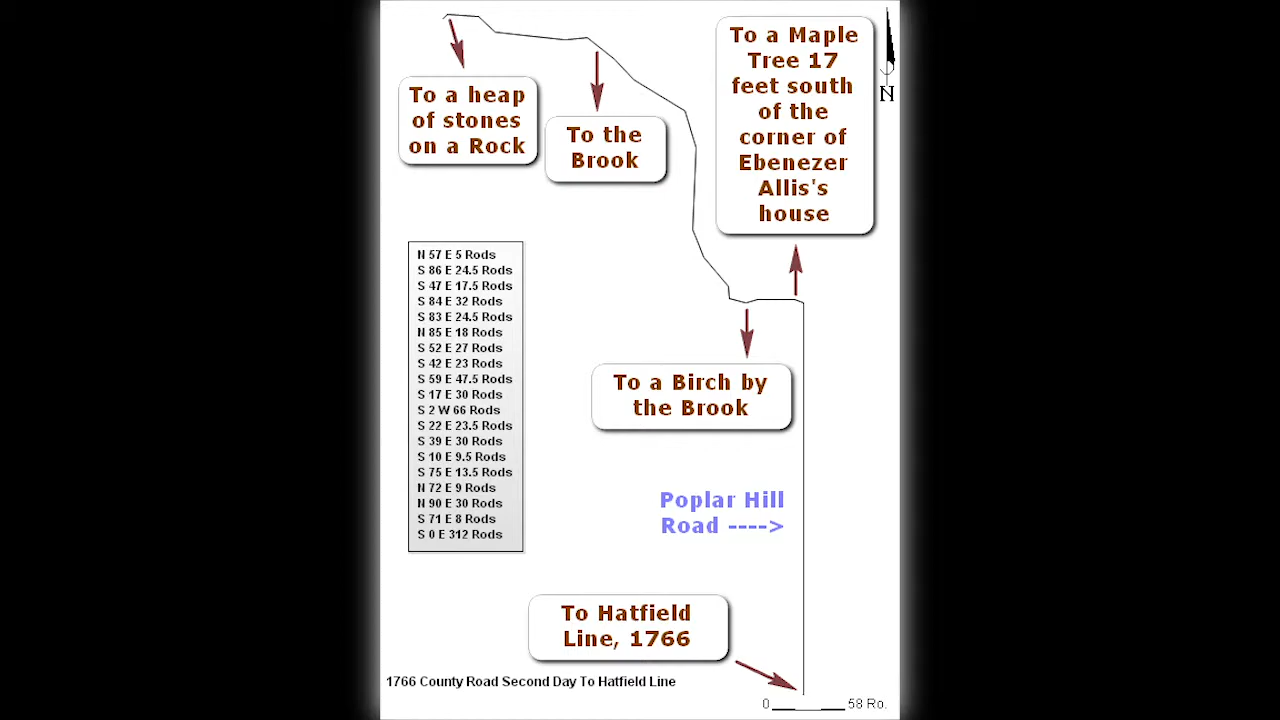 To a heap
of stones
on a Rock
To the
Brook
To a Maple
Tree 17
feet south
of the
corner of
Ebenezer
Allis's
house
N
N 57 E 5 Rods
S 86 E 24.5 Rods
S 47 E 17.5 Rods
S 84 E 32 Rods
S 83 E 24.5 Rods
N 85 E 18 Rods
S 52 E 27 Rods
S 42 E 23 Rods
S 59 E 47.5 Rods
S 17 E 30 Rods
S 2 W 66 Rods
S 22 E 23.5 Rods
S 39 E 30 Rods
S 10 E 9.5 Rods
S 75 E 13.5 Rods
N 72 E 9 Rods
N 90 E 30 Rods
S 71 E 8 Rods
S 0 E 312 Rods
To a Birch by
the Brook
Poplar Hill
Road ---->
To Hatfield
Line, 1766
1766 County Road Second Day To Hatfield Line
0 58 Ro.